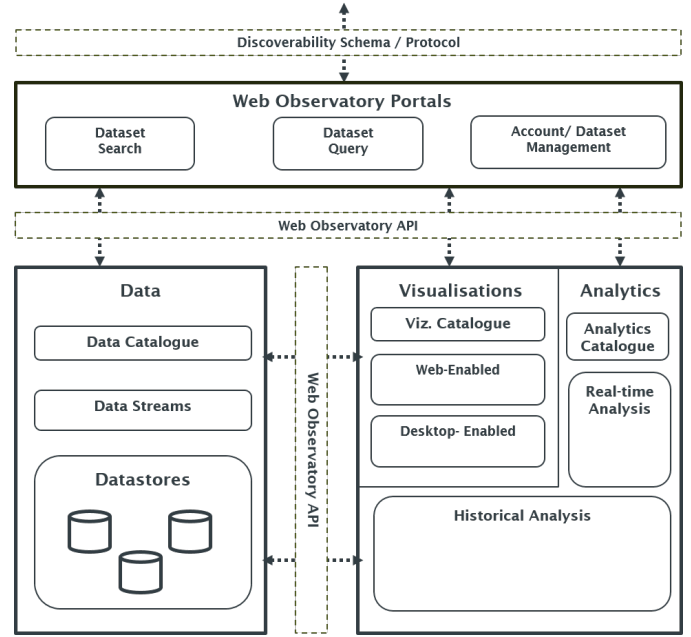 Discoverability Schema / Protocol
Web Observatory Portals
Dataset
Search
Dataset
Query
Account/ Dataset
Management
Web Observatory API
Data
Data Catalogue
Data Streams
Datastores
Web Observatory API
Visualisations
Viz. Catalogue
Web-Enabled
Desktop- Enabled
Analytics
Analytics
Catalogue
Real-time
Analysis
Historical Analysis